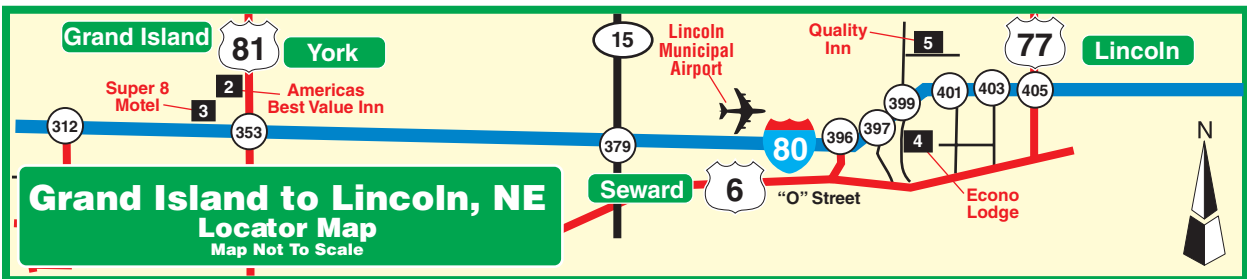 Grand Island
81
York
15
Lincoln
Municipal
Airport
Quality
Inn
5
77
Lincoln
Super 8
Motel
3
2
Americas
Best Value Inn
312
353
379
80
396
397
399
401
403
405
4
N
Grand Island to Lincoln, NE
Locator Map
Map Not To Scale
Seward
6
"O" Street
Econo
Lodge